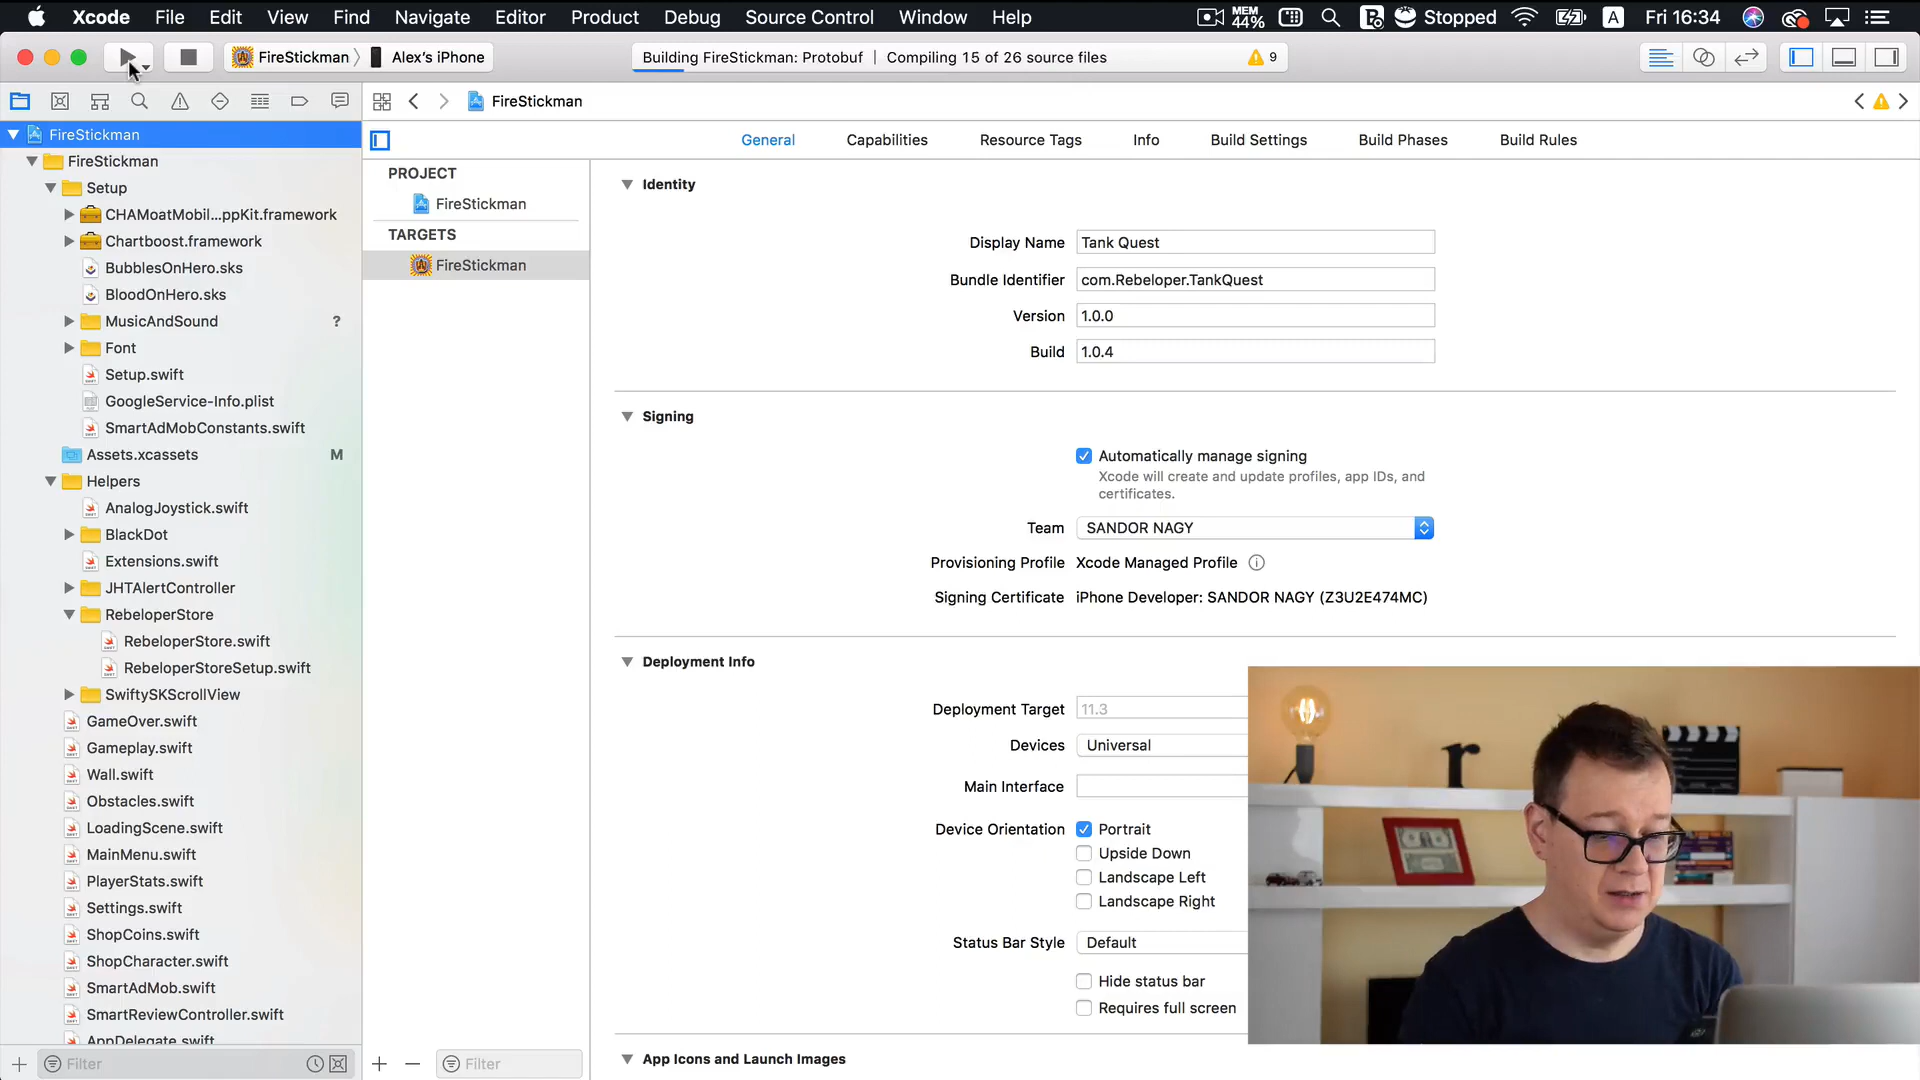 Xcode File Edit View Find Navigate Editor Product Debug Source Control Window Help MEM 44% Stopped A Fri 16:34
FireStickman Alex's iPhone Building FireStickman: Protobuf | Compiling 15 of 26 source files 9
FireStickman
FireStickman
General Capabilities Resource Tags Info Build Settings Build Phases Build Rules
FireStickman
Setup
CHAMoatMobil...ppKit.framework
Chartboost.framework
BubblesOnHero.sks
BloodOnHero.sks
MusicAndSound ?
Font
Setup.swift
GoogleService-Info.plist
SmartAdMobConstants.swift
Assets.xcassets M
Helpers
AnalogJoystick.swift
BlackDot
Extensions.swift
JHTAlertController
RebeloperStore
RebeloperStore.swift
RebeloperStoreSetup.swift
SwiftySKScrollView
GameOver.swift
Gameplay.swift
Wall.swift
Obstacles.swift
LoadingScene.swift
MainMenu.swift
PlayerStats.swift
Settings.swift
ShopCoins.swift
ShopCharacter.swift
SmartAdMob.swift
SmartReviewController.swift
AppDelegate.swift
Filter
PROJECT
FireStickman
TARGETS
FireStickman
Filter
Identity
Display Name Tank Quest
Bundle Identifier com.Rebeloper.TankQuest
Version 1.0.0
Build 1.0.4
Signing
Automatically manage signing
Xcode will create and update profiles, app IDs, and
certificates.
Team SANDOR NAGY
Provisioning Profile Xcode Managed Profile
Signing Certificate iPhone Developer: SANDOR NAGY (Z3U2E474MC)
Deployment Info
Deployment Target 11.3
Devices Universal
Main Interface
Device Orientation Portrait
Upside Down
Landscape Left
Landscape Right
Status Bar Style Default
Hide status bar
Requires full screen
App Icons and Launch Images